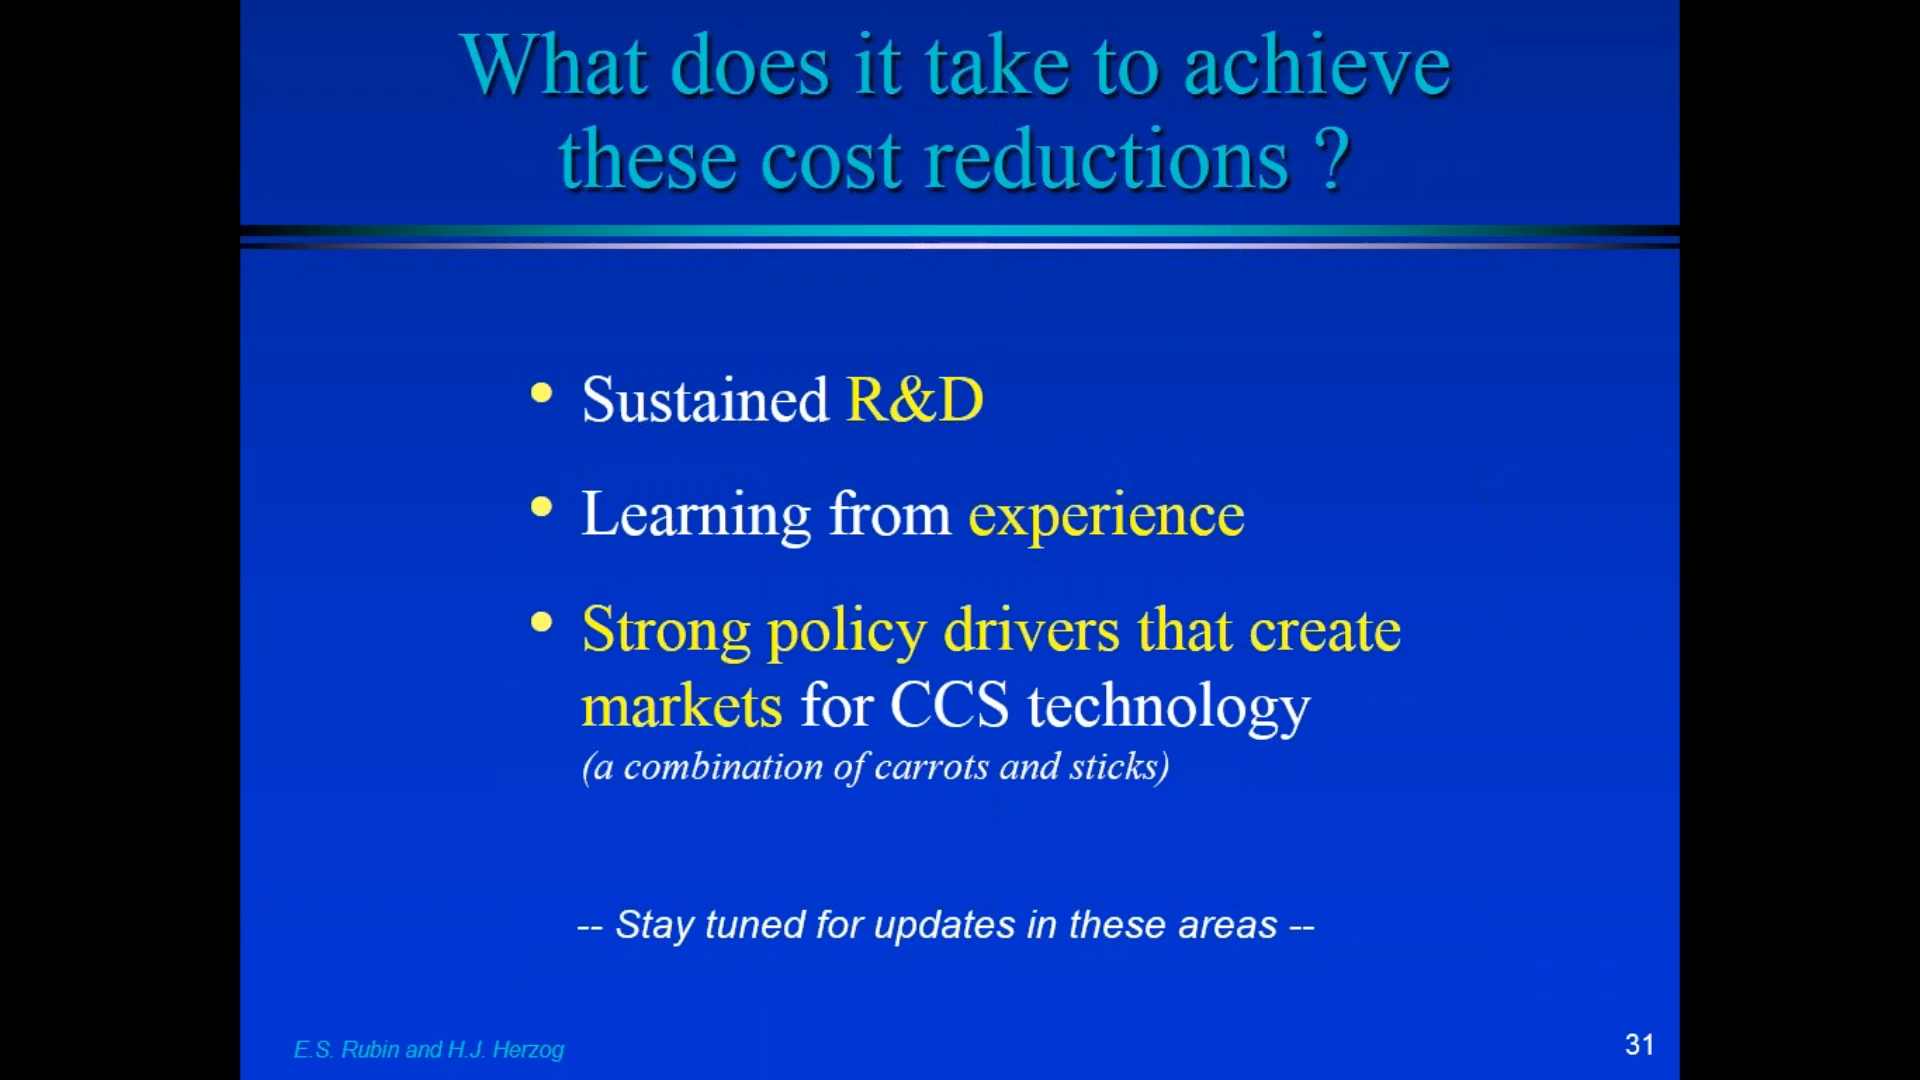 What does it take to achieve
these cost reductions ?
• Sustained R&D
• Learning from experience
• Strong policy drivers that create
markets for CCS technology
(a combination of carrots and sticks)
-- Stay tuned for updates in these areas --
E.S. Rubin and H.J. Herzog
31